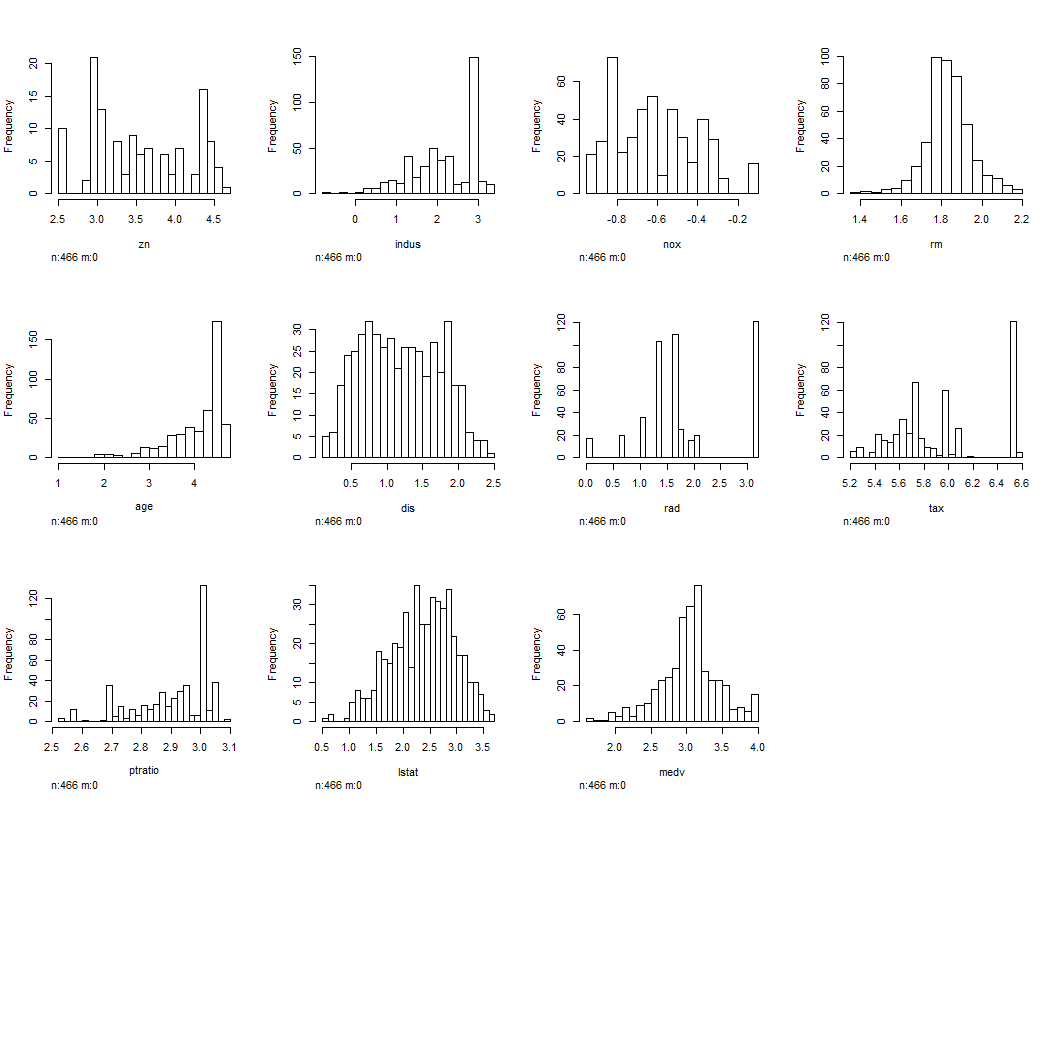 Frequency
0 5 10 15 20
2.5 3.0 3.5 4.0 4.5
zn
n:466 m:0
Frequency
0 50 100 150
0 1 2 3
indus
n:466 m:0
Frequency
0 20 40 60
-0.8 -0.6 -0.4 -0.2
nox
n:466 m:0
Frequency
0 20 40 60 80 100
1.4 1.6 1.8 2.0 2.2
rm
n:466 m:0
Frequency
0 50 100 150
1 2 3 4
age
n:466 m:0
Frequency
0 5 10 15 20 25 30
0.5 1.0 1.5 2.0 2.5
dis
n:466 m:0
Frequency
0 20 40 60 80 120
0.0 0.5 1.0 1.5 2.0 3.0
rad
n:466 m:0
Frequency
0 20 40 60 80 120
5.2 5.4 5.6 5.8 6.0 6.2 6.4 6.6
tax
n:466 m:0
Frequency
0 20 40 60 80 120
2.5 2.6 2.7 2.8 2.9 3.0 3.1
ptratio
n:466 m:0
Frequency
0 5 10 20 30
0.5 1.0 1.5 2.0 2.5 3.0 3.5
lstat
n:466 m:0
Frequency
0 20 40 60
2.0 2.5 3.0 3.5 4.0
medv
n:466 m:0